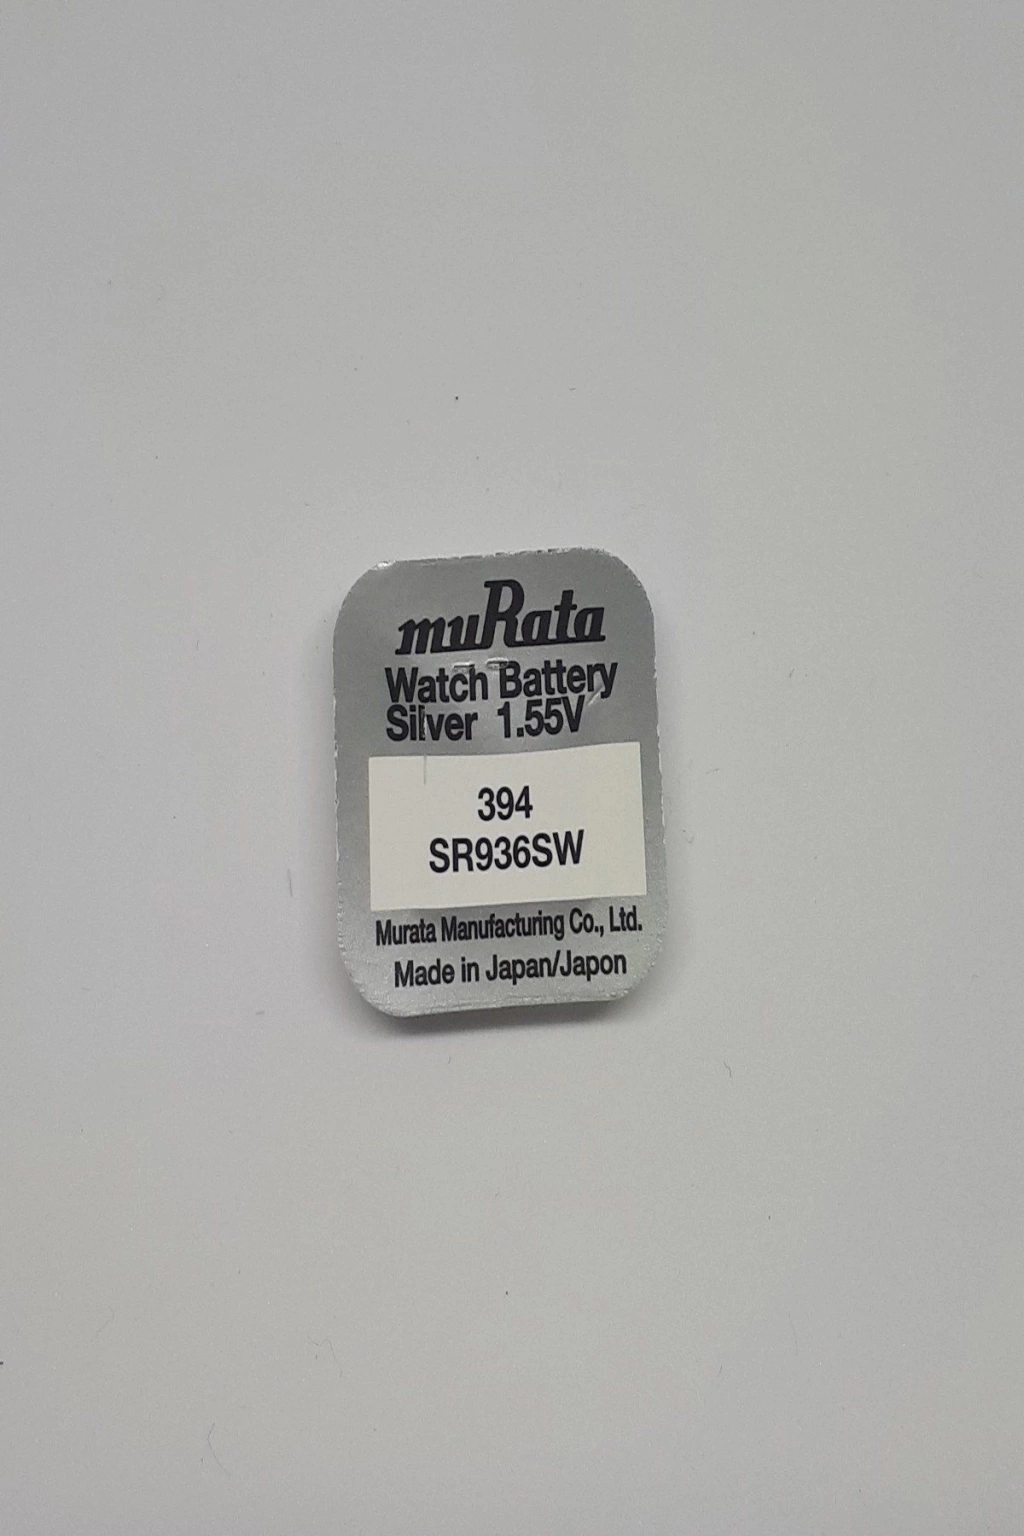 muRata
Watch Battery
Silver 1.55V
394
SR936SW
Murata Manufacturing Co., Ltd.
Made in Japan/Japon